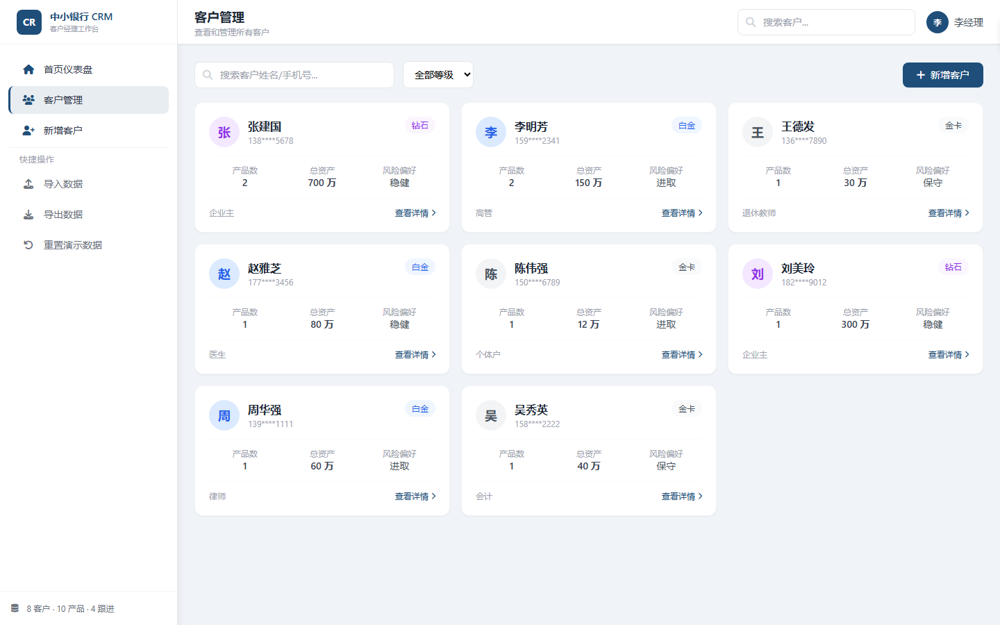 CR
中小银行 CRM
客户经理工作台
首页仪表盘
客户管理
新增客户
快捷操作
导入数据
导出数据
重置演示数据
8 客户 · 10 产品 · 4 跟进
客户管理
查看和管理所有客户
搜索客户...
李
李经理
搜索客户姓名/手机号...
全部等级
新增客户
张
张建国
138****5678
钻石
产品数
总资产
风险偏好
2
700 万
稳健
企业主
查看详情
李
李明芳
159****2341
白金
产品数
总资产
风险偏好
2
150 万
进取
高管
查看详情
王
王德发
136****7890
金卡
产品数
总资产
风险偏好
1
30 万
保守
退休教师
查看详情
赵
赵雅芝
177****3456
白金
产品数
总资产
风险偏好
1
80 万
稳健
医生
查看详情
陈
陈伟强
150****6789
金卡
产品数
总资产
风险偏好
1
12 万
进取
个体户
查看详情
刘
刘美玲
182****9012
钻石
产品数
总资产
风险偏好
1
300 万
稳健
企业主
查看详情
周
周华强
139****1111
白金
产品数
总资产
风险偏好
1
60 万
进取
律师
查看详情
吴
吴秀英
158****2222
金卡
产品数
总资产
风险偏好
1
40 万
保守
会计
查看详情